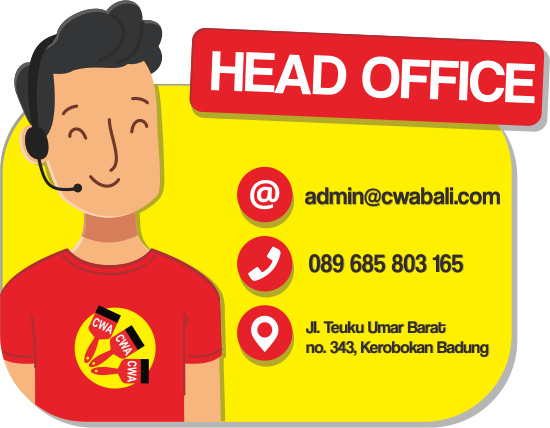 HEAD OFFICE
@ admin@cwabali.com
089 685 803 165
Jl. Teuku Umar Barat
no. 343, Kerobokan Badung
CWA
CWA
CWA